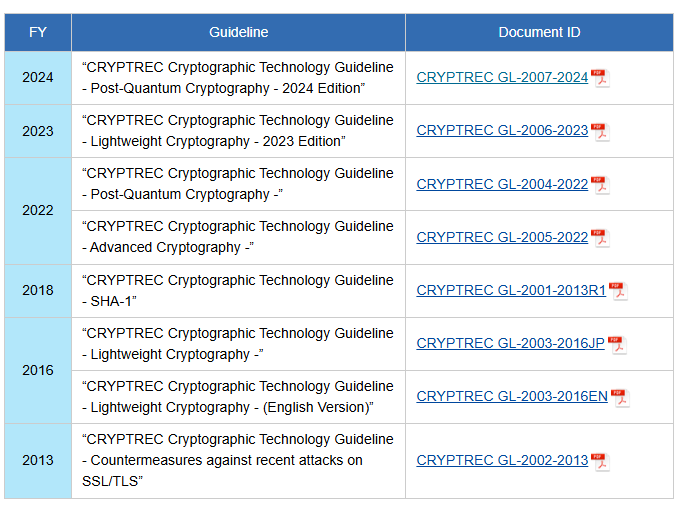 FY Guideline Document ID
2024
“CRYPTREC Cryptographic Technology Guideline
- Post-Quantum Cryptography - 2024 Edition”
CRYPTREC GL-2007-2024
2023
“CRYPTREC Cryptographic Technology Guideline
- Lightweight Cryptography - 2023 Edition”
CRYPTREC GL-2006-2023
2022
“CRYPTREC Cryptographic Technology Guideline
- Post-Quantum Cryptography -”
CRYPTREC GL-2004-2022
“CRYPTREC Cryptographic Technology Guideline
- Advanced Cryptography -”
CRYPTREC GL-2005-2022
2018
“CRYPTREC Cryptographic Technology Guideline
- SHA-1”
CRYPTREC GL-2001-2013R1
2016
“CRYPTREC Cryptographic Technology Guideline
- Lightweight Cryptography -”
CRYPTREC GL-2003-2016JP
“CRYPTREC Cryptographic Technology Guideline
- Lightweight Cryptography - (English Version)”
CRYPTREC GL-2003-2016EN
2013
“CRYPTREC Cryptographic Technology Guideline
- Countermeasures against recent attacks on
SSL/TLS”
CRYPTREC GL-2002-2013